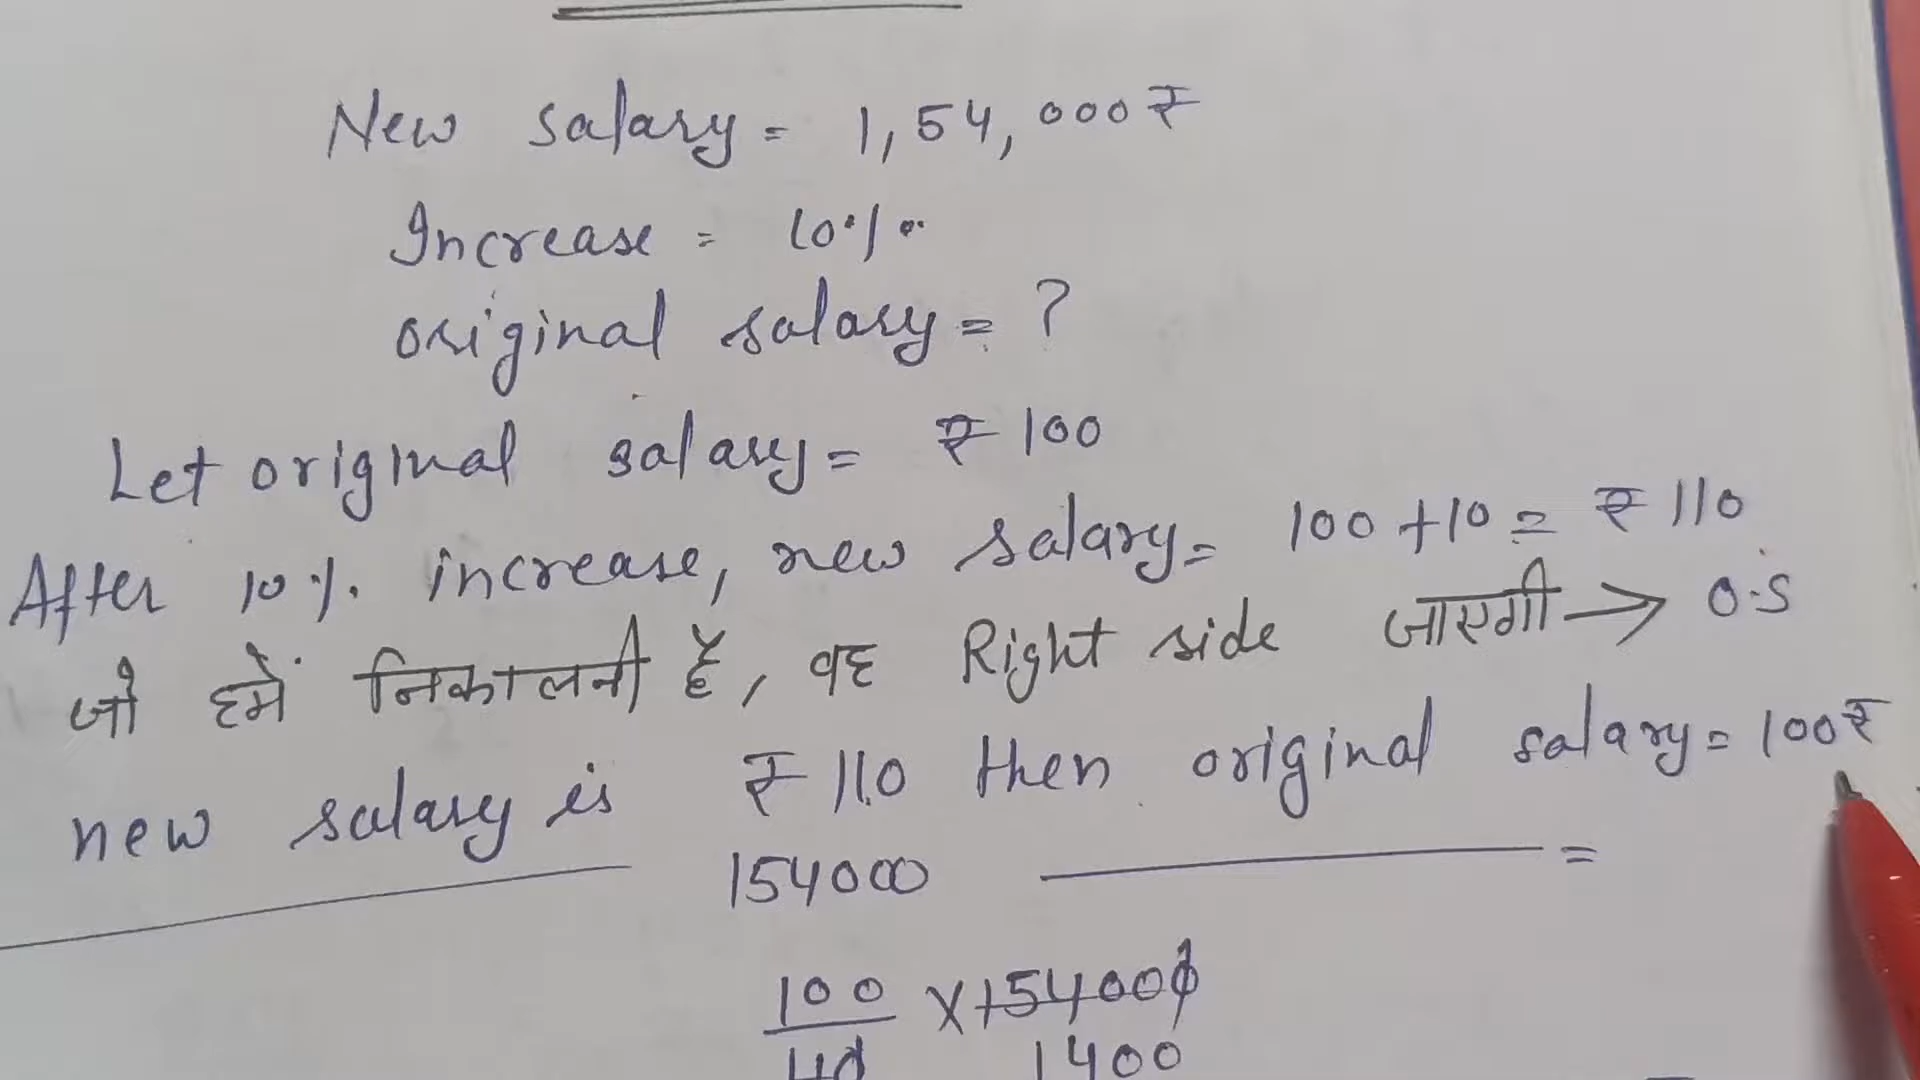 New salary = 1,54,000₹
Increase = 10%
original salary = ?
Let original salary = ₹ 100
After 10% increase, new salary = 100 + 10 = ₹ 110
जो हमें निकालनी है, वह Right side जाएगी → O.S
new salary is ₹ 110 then original salary = 100₹
154000 =
100 × 154000
110 1400